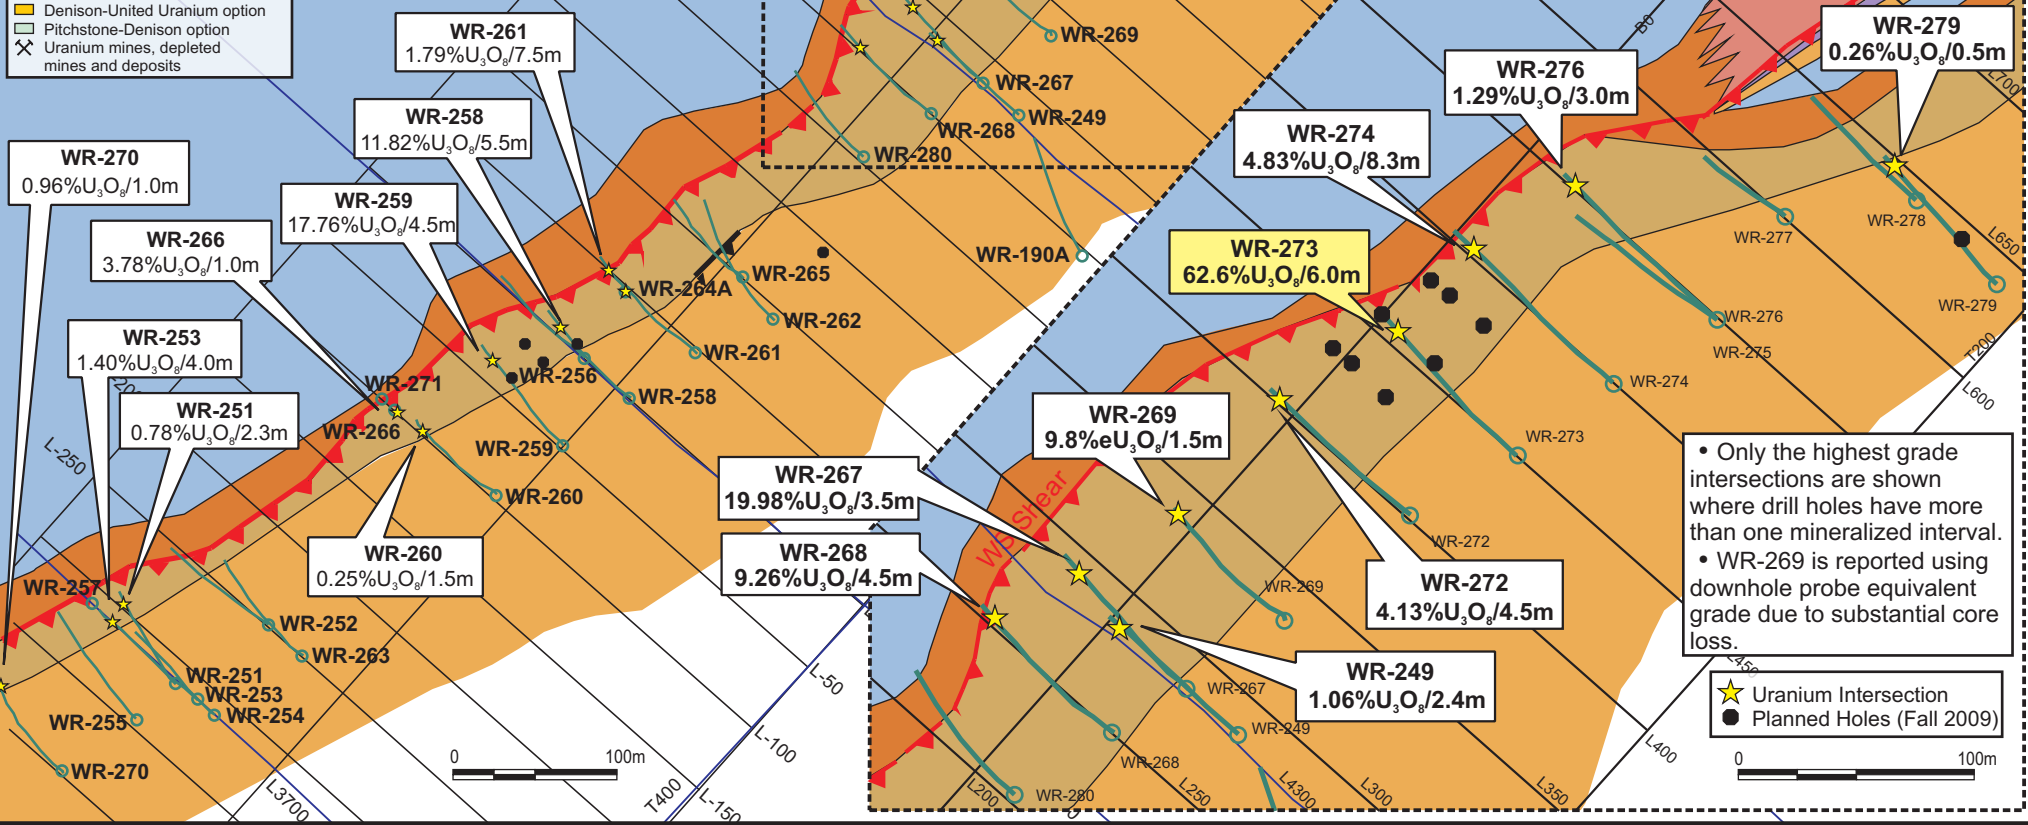 Denison-United Uranium option
Pitchstone-Denison option
Uranium mines, depleted
mines and deposits
WR-261
1.79%U₃O₈/7.5m
WR-258
11.82%U₃O₈/5.5m
WR-270
0.96%U₃O₈/1.0m
WR-259
17.76%U₃O₈/4.5m
WR-266
3.78%U₃O₈/1.0m
WR-253
1.40%U₃O₈/4.0m
WR-251
0.78%U₃O₈/2.3m
WR-260
0.25%U₃O₈/1.5m
WR-269
WR-267
WR-249
WR-268
WR-280
WR-190A
WR-265
WR-264A
WR-262
WR-261
WR-256
WR-258
WR-271
WR-266
WR-259
WR-260
WR-257
WR-252
WR-263
WR-251
WR-253
WR-254
WR-255
WR-270
L-250
L3700
T400
L-150
L-100
L-50
0 100m
WR-279
0.26%U₃O₈/0.5m
WR-276
1.29%U₃O₈/3.0m
WR-274
4.83%U₃O₈/8.3m
WR-273
62.6%U₃O₈/6.0m
WR-269
9.8%eU₃O₈/1.5m
WR-267
19.98%U₃O₈/3.5m
WR-268
9.26%U₃O₈/4.5m
WR-272
4.13%U₃O₈/4.5m
WR-249
1.06%U₃O₈/2.4m
B0
L700
L650
T200
L600
L450
L400
L350
L300
L4300
L250
L200
WS Shear
WR-278
WR-277
WR-279
WR-276
WR-275
WR-274
WR-273
WR-272
WR-269
WR-267
WR-249
WR-268
WR-280
• Only the highest grade
intersections are shown
where drill holes have more
than one mineralized interval.
• WR-269 is reported using
downhole probe equivalent
grade due to substantial core
loss.
Uranium Intersection
Planned Holes (Fall 2009)
0 100m